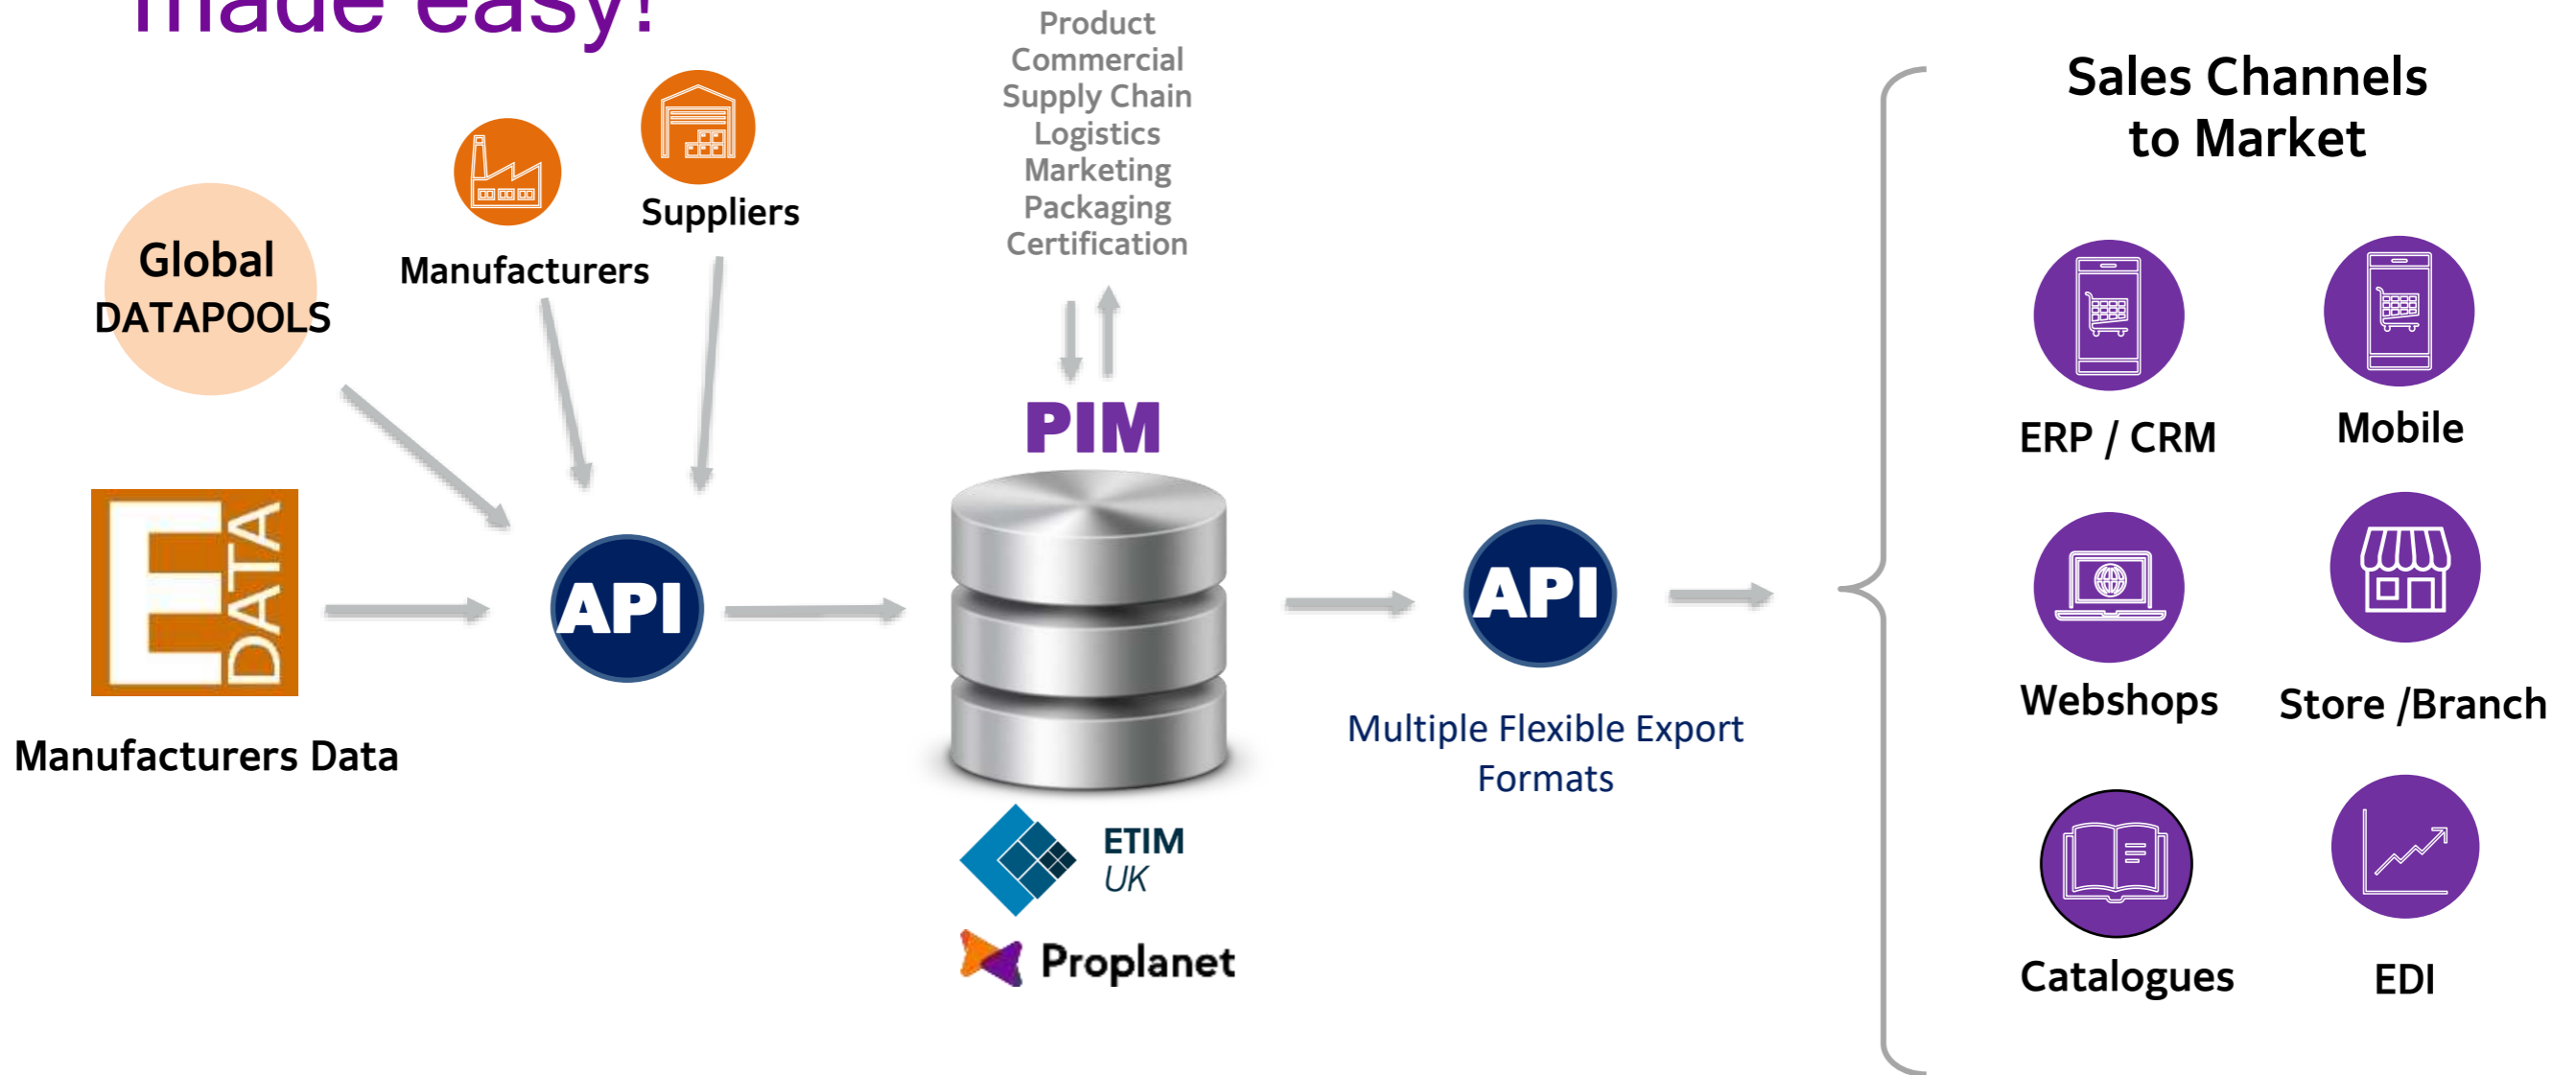 made easy!
Global
DATAPOOLS
Manufacturers
Suppliers
E DATA
Manufacturers Data
API
Product
Commercial
Supply Chain
Logistics
Marketing
Packaging
Certification
PIM
ETIM
UK
Proplanet
API
Multiple Flexible Export
Formats
Sales Channels
to Market
ERP / CRM
Mobile
Webshops
Store /Branch
Catalogues
EDI